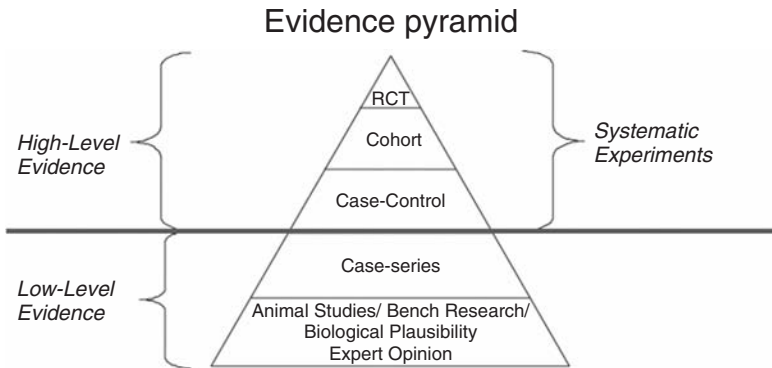 Evidence pyramid
RCT
High-Level
Evidence
Cohort
Systematic
Experiments
Case-Control
Case-series
Low-Level
Evidence
Animal Studies/ Bench Research/
Biological Plausibility
Expert Opinion